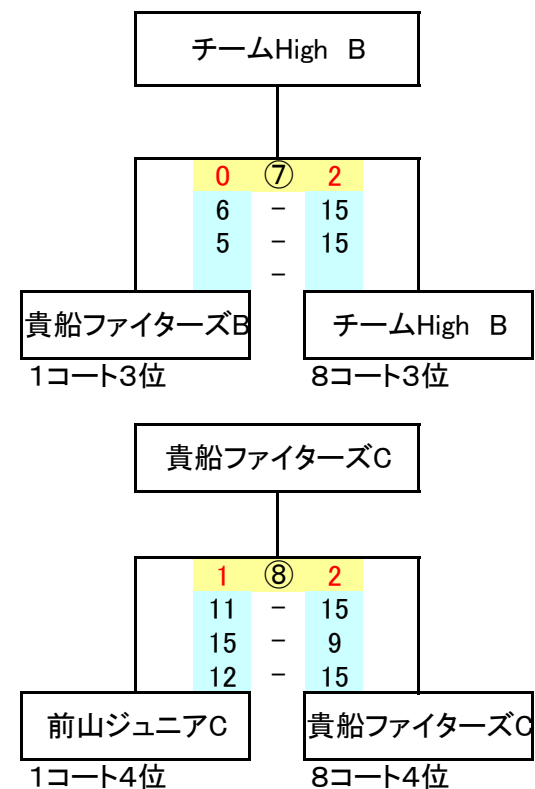 チームHigh　B
0 ⑦ 2
6 － 15
5 － 15
－
貴船ファイターズB チームHigh　B
１コート３位 ８コート３位
貴船ファイターズC
1 ⑧ 2
11 － 15
15 － 9
12 － 15
前山ジュニアC 貴船ファイターズC
１コート４位 ８コート４位